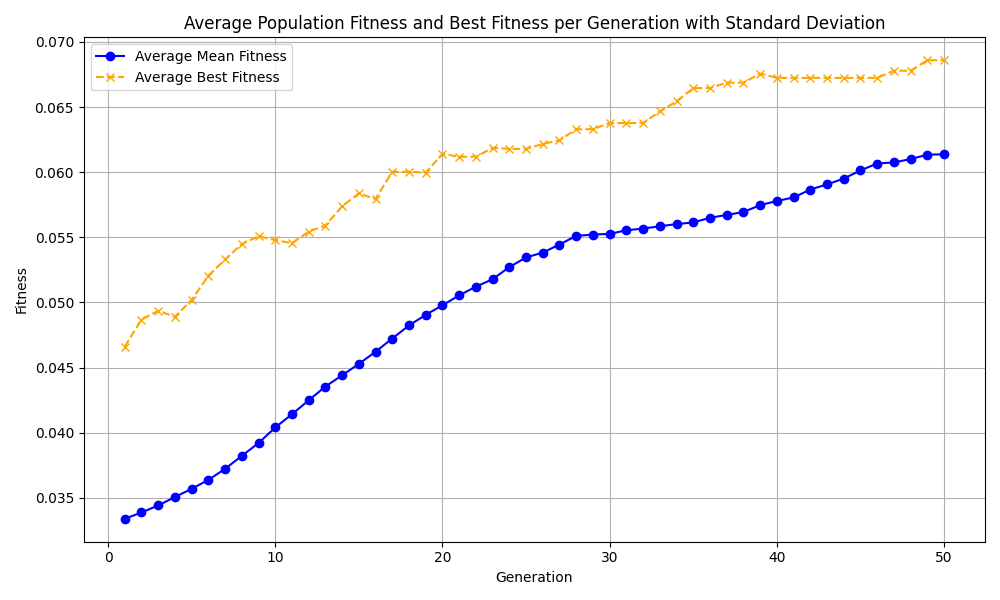 Average Population Fitness and Best Fitness per Generation with Standard Deviation
Average Mean Fitness
Average Best Fitness
0.070
0.065
0.060
0.055
0.050
0.045
0.040
0.035
Fitness
0 10 20 30 40 50
Generation